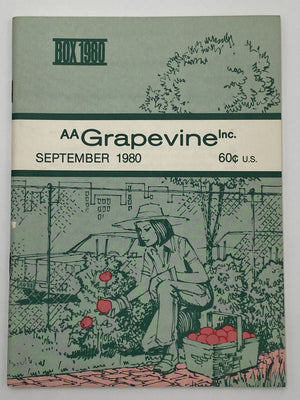 BOX 1980
AA Grapevine Inc.
SEPTEMBER 1980 60¢ U.S.